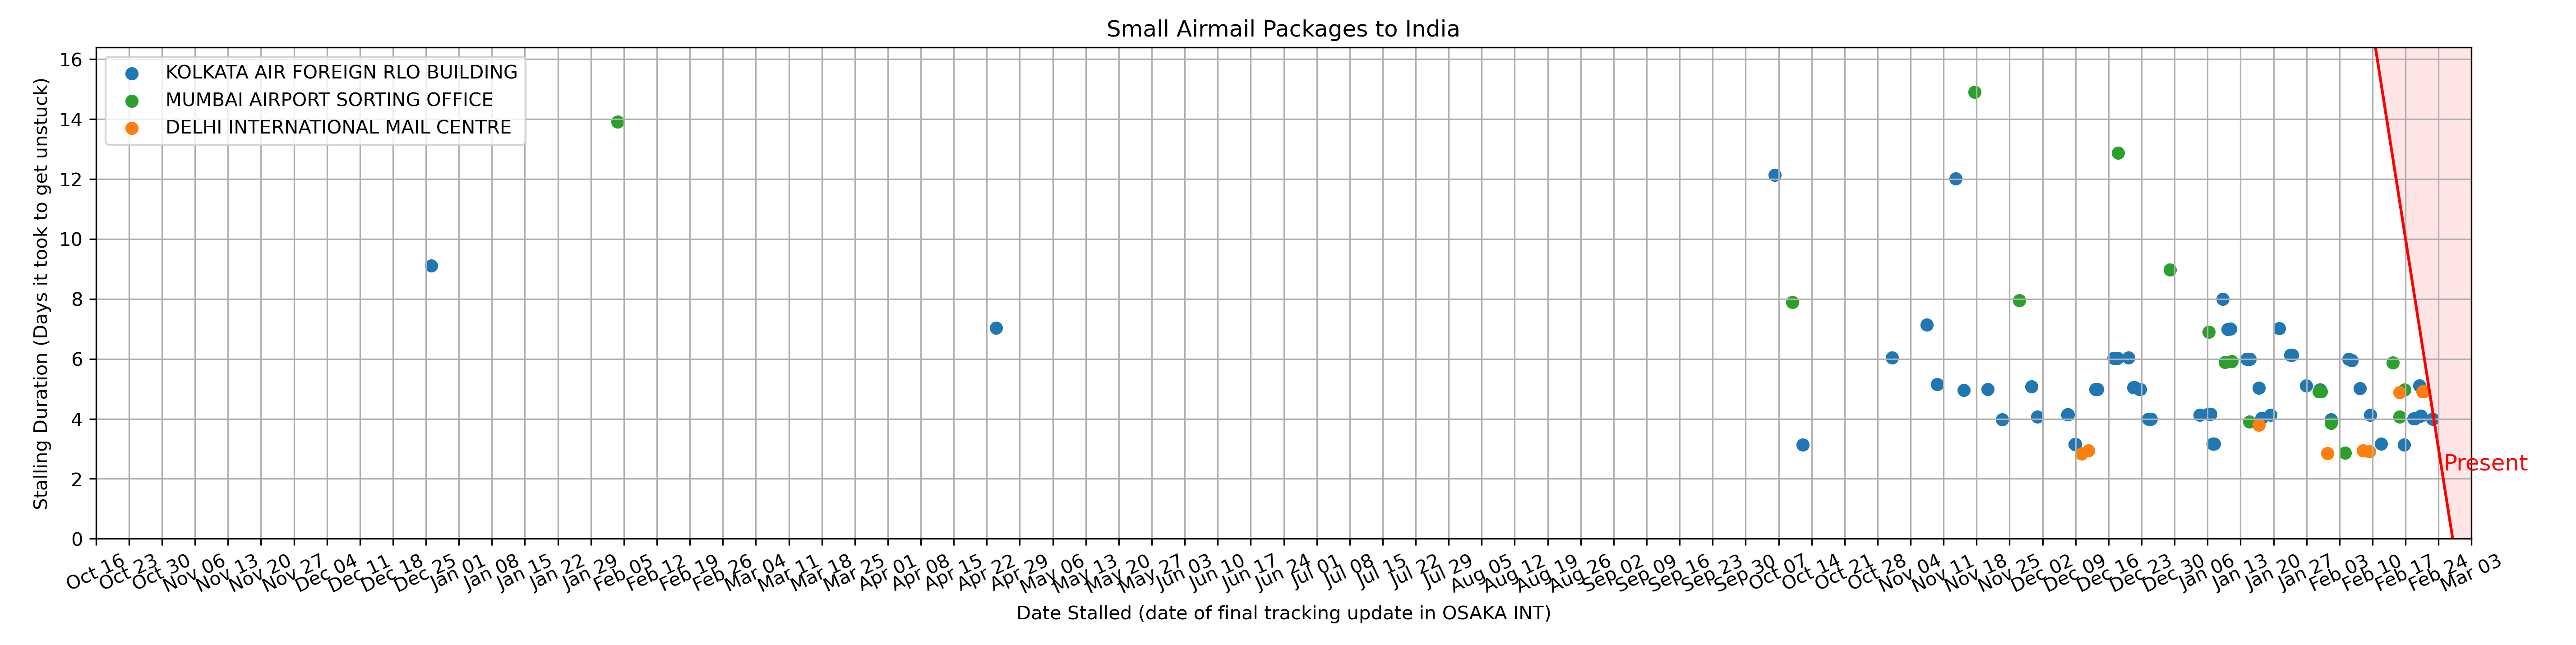 Small Airmail Packages to India
KOLKATA AIR FOREIGN RLO BUILDING
MUMBAI AIRPORT SORTING OFFICE
DELHI INTERNATIONAL MAIL CENTRE
Stalling Duration (Days it took to get unstuck)
16
14
12
10
8
6
4
2
0
Present
Oct 16
Oct 23
Oct 30
Nov 06
Nov 13
Nov 20
Nov 27
Dec 04
Dec 11
Dec 18
Dec 25
Jan 01
Jan 08
Jan 15
Jan 22
Jan 29
Feb 05
Feb 12
Feb 19
Feb 26
Mar 04
Mar 11
Mar 18
Mar 25
Apr 01
Apr 08
Apr 15
Apr 22
Apr 29
May 06
May 13
May 20
May 27
Jun 03
Jun 10
Jun 17
Jun 24
Jul 01
Jul 08
Jul 15
Jul 22
Jul 29
Aug 05
Aug 12
Aug 19
Aug 26
Sep 02
Sep 09
Sep 16
Sep 23
Sep 30
Oct 07
Oct 14
Oct 21
Oct 28
Nov 04
Nov 11
Nov 18
Nov 25
Dec 02
Dec 09
Dec 16
Dec 23
Dec 30
Jan 06
Jan 13
Jan 20
Jan 27
Feb 03
Feb 10
Feb 17
Feb 24
Mar 03
Date Stalled (date of final tracking update in OSAKA INT)